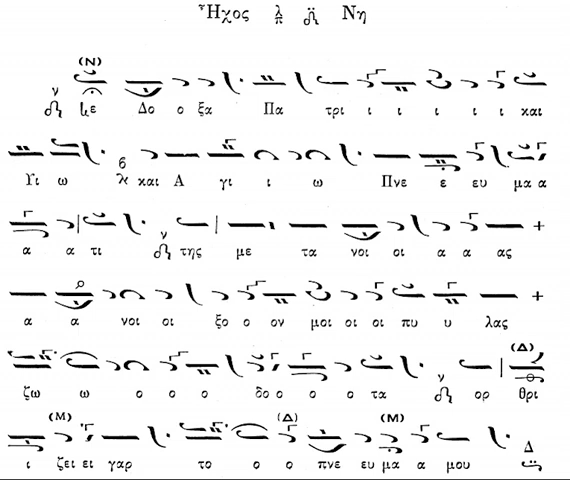 Ἦχος λ π Νη
(Ν)
ν με Δο ο ξα Πα τρι ι ι ι ι ι και
Υι ω και Α γι ι ω Πνε ε ευ μα α
α α τι ν της με τα νοι οι α α ας
α α νοι οι ξο ο ον μοι οι οι πυ υ λας
(Δ)
ζω ω ο ο ο δο ο ο ο τα ν ορ θρι
(Μ) (Δ) (Μ)
ι ζει ει γαρ το ο ο πνε ευ μα α μου Δ